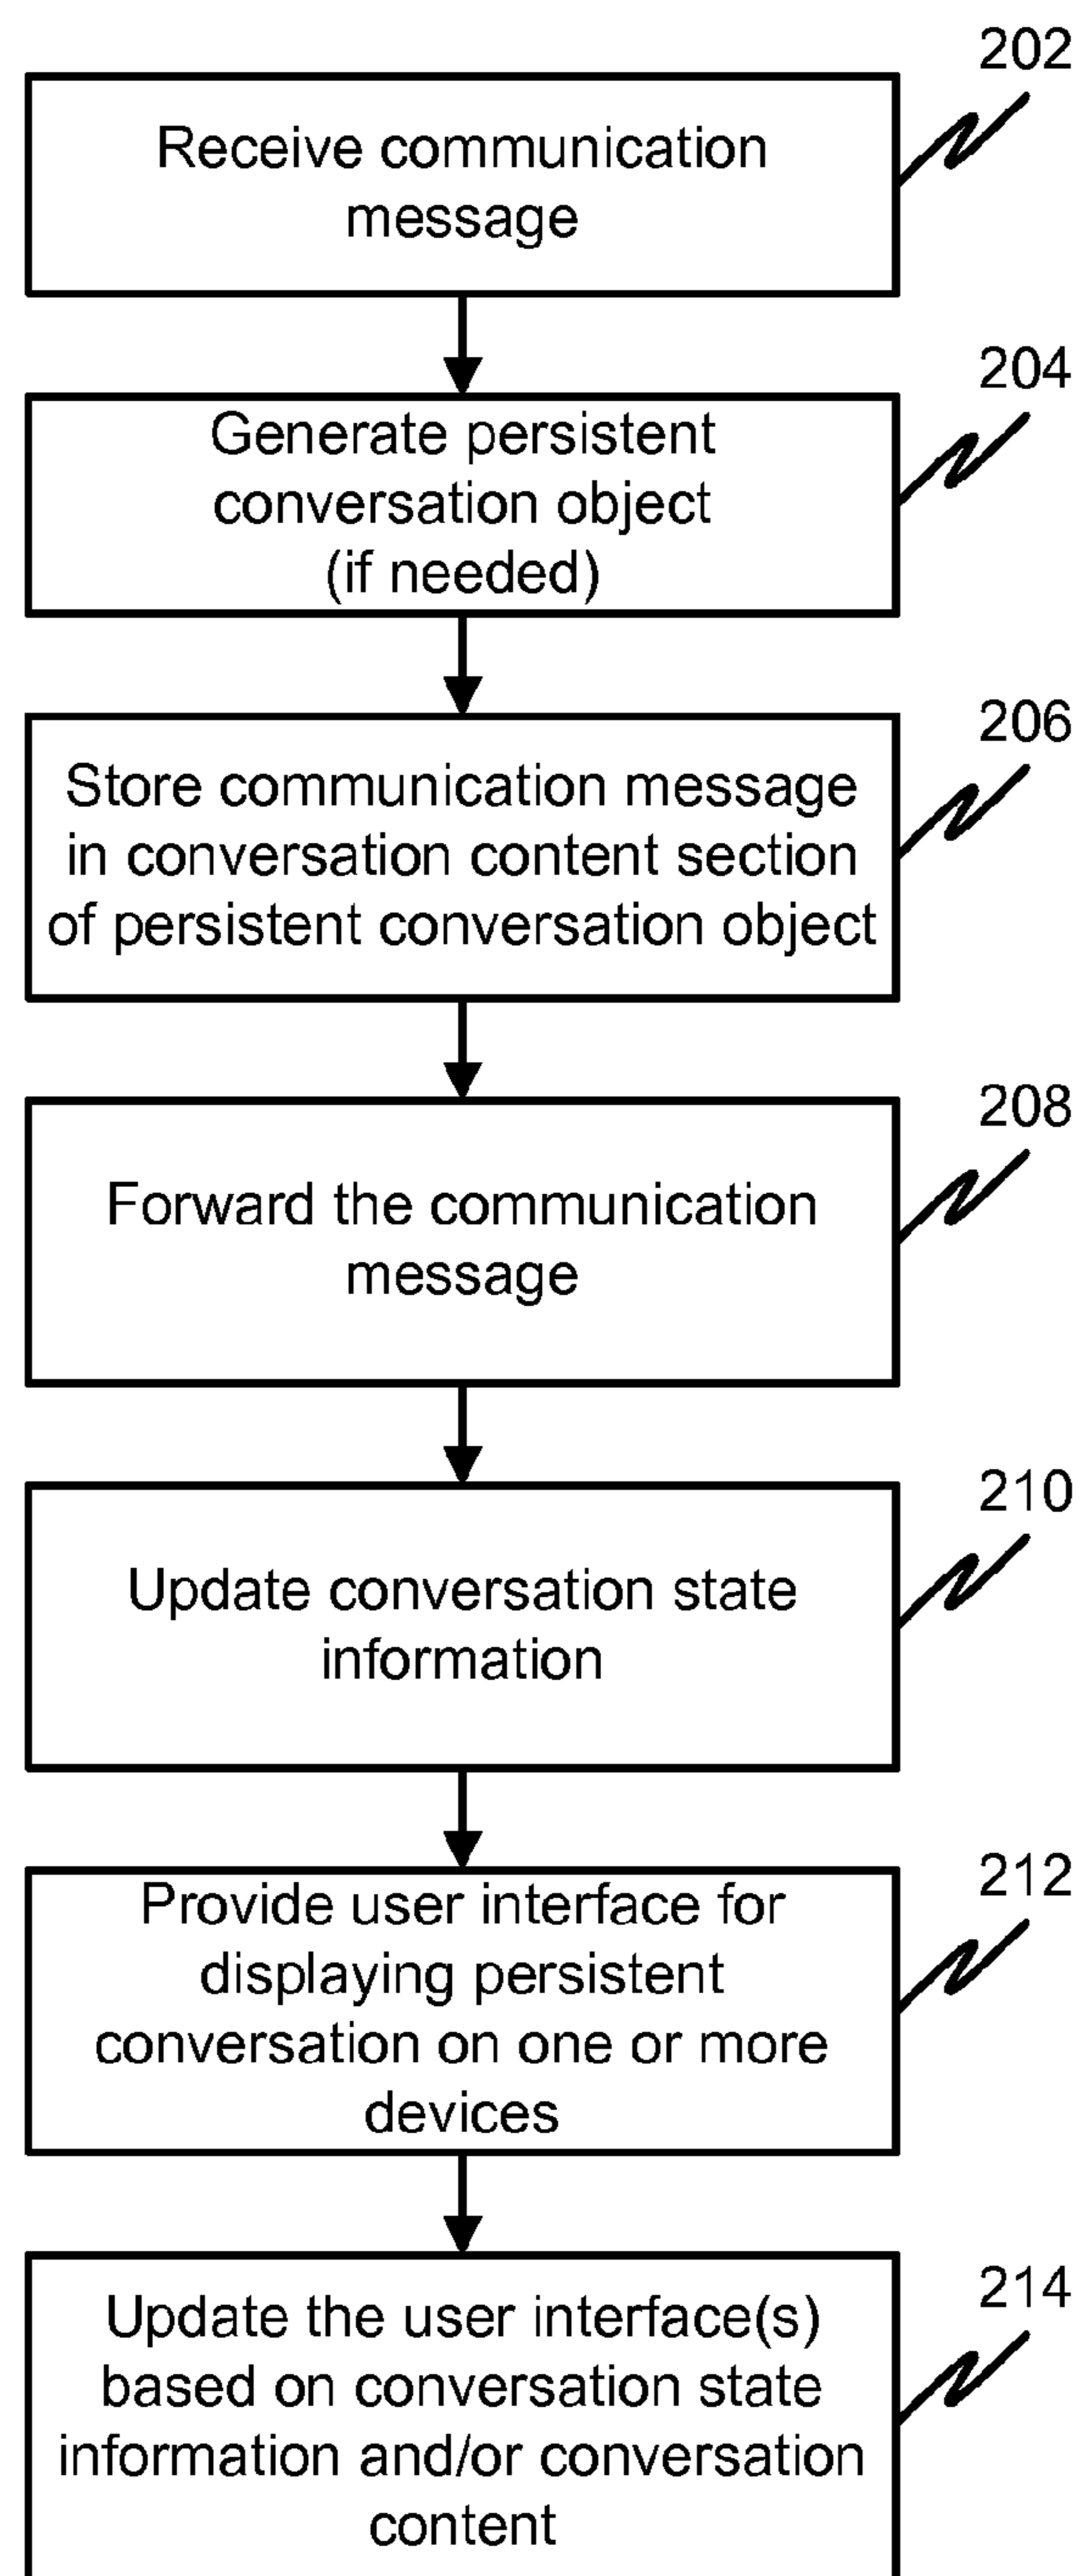 202
Receive communication
message
204
Generate persistent
conversation object
(if needed)
206
Store communication message
in conversation content section
of persistent conversation object
208
Forward the communication
message
210
Update conversation state
information
212
Provide user interface for
displaying persistent
conversation on one or more
devices
214
Update the user interface(s)
based on conversation state
information and/or conversation
content